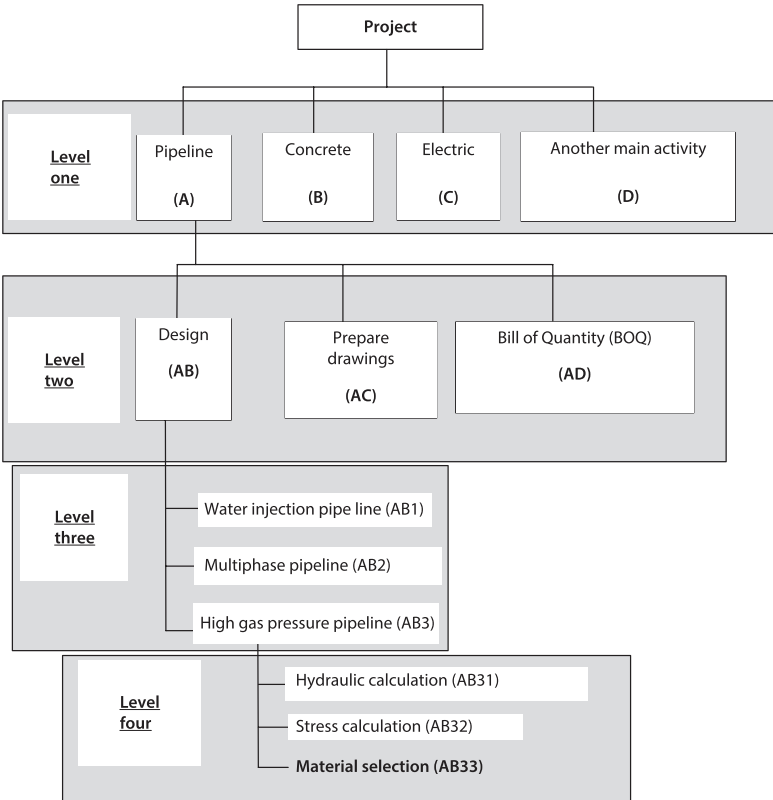 Project
Level
one
Pipeline
(A)
Concrete
(B)
Electric
(C)
Another main activity
(D)
Level
two
Design
(AB)
Prepare
drawings
(AC)
Bill of Quantity (BOQ)
(AD)
Level
three
Water injection pipe line (AB1)
Multiphase pipeline (AB2)
High gas pressure pipeline (AB3)
Level
four
Hydraulic calculation (AB31)
Stress calculation (AB32)
Material selection (AB33)